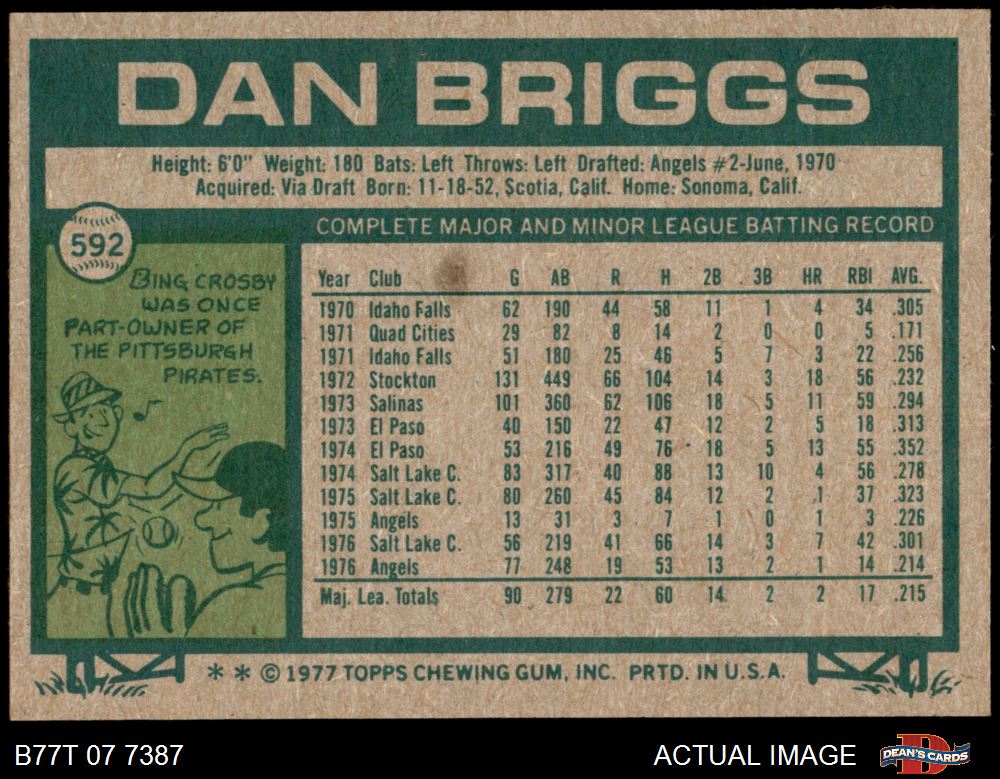 DAN BRIGGS
Height: 6'0" Weight: 180 Bats: Left Throws: Left Drafted: Angels #2-June, 1970
Acquired: Via Draft Born: 11-18-52, Scotia, Calif. Home: Sonoma, Calif.
592
BING CROSBY
WAS ONCE
PART-OWNER OF
THE PITTSBURGH
PIRATES.
COMPLETE MAJOR AND MINOR LEAGUE BATTING RECORD
Year Club G AB R H 2B 3B HR RBI AVG.
1970 Idaho Falls 62 190 44 58 11 1 4 34 .305
1971 Quad Cities 29 82 8 14 2 0 0 5 .171
1971 Idaho Falls 51 180 25 46 5 7 3 22 .256
1972 Stockton 131 449 66 104 14 3 18 56 .232
1973 Salinas 101 360 62 106 18 5 11 59 .294
1973 El Paso 40 150 22 47 12 2 5 18 .313
1974 El Paso 53 216 49 76 18 5 13 55 .352
1974 Salt Lake C. 83 317 40 88 13 10 4 56 .278
1975 Salt Lake C. 80 260 45 84 12 2 1 37 .323
1975 Angels 13 31 3 7 1 0 1 3 .226
1976 Salt Lake C. 56 219 41 66 14 3 7 42 .301
1976 Angels 77 248 19 53 13 2 1 14 .214
Maj. Lea. Totals 90 279 22 60 14 2 2 17 .215
* * © 1977 TOPPS CHEWING GUM, INC. PRTD. IN U.S.A.
B77T 07 7387 ACTUAL IMAGE
D
DEAN'S CARDS